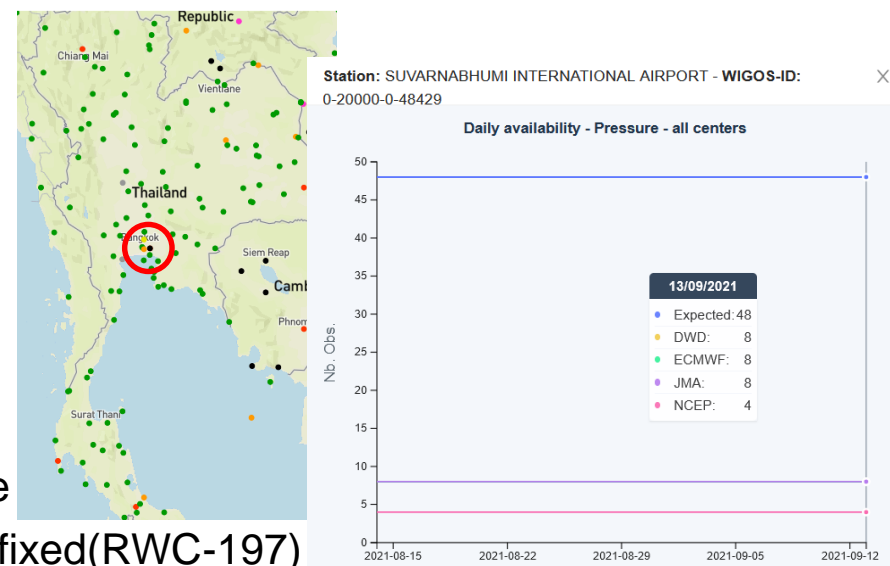 Republic
Chiang Mai
Vientiane
Thailand
Bangkok
Siem Reap
Surat Thani
e
fixed(RWC-197)
Station: SUVARNABHUMI INTERNATIONAL AIRPORT - WIGOS-ID: X
0-20000-0-48429
Daily availability - Pressure - all centers
Nb. Obs.
50
45
40
35
30
25
20
15
10
5
0
13/09/2021
Expected: 48
DWD: 8
ECMWF: 8
JMA: 8
NCEP: 4
2021-08-15 2021-08-22 2021-08-29 2021-09-05 2021-09-12